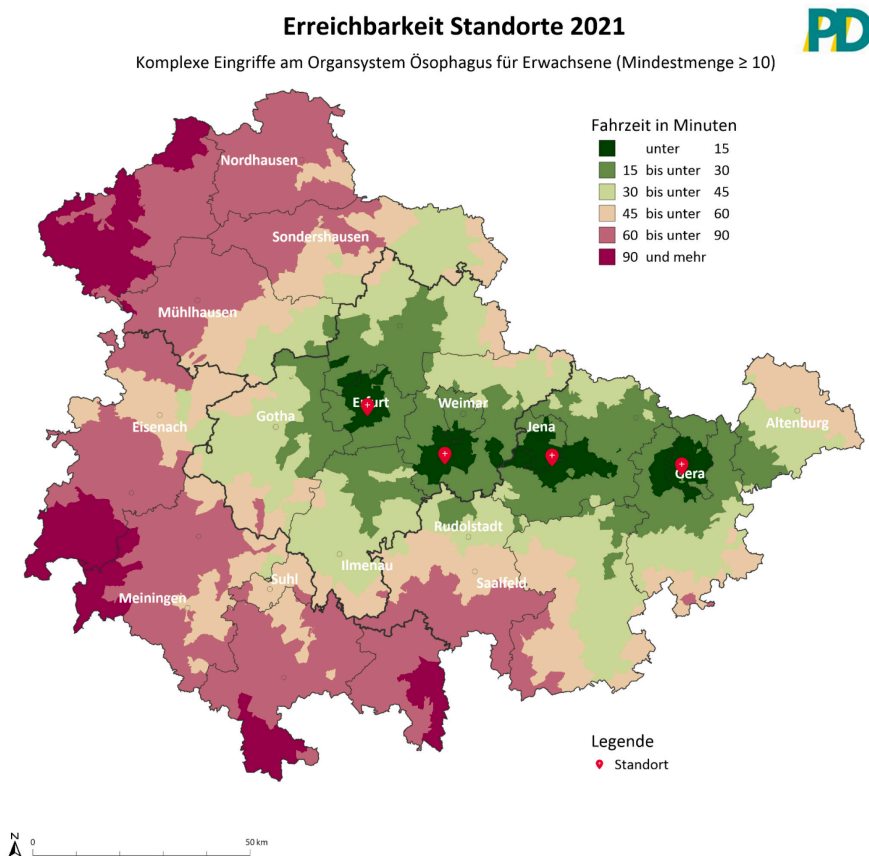 Erreichbarkeit Standorte 2021
PD
Komplexe Eingriffe am Organsystem Ösophagus für Erwachsene (Mindestmenge ≥ 10)
Fahrzeit in Minuten
unter 15
15 bis unter 30
30 bis unter 45
45 bis unter 60
60 bis unter 90
90 und mehr
Nordhausen
Sondershausen
Mühlhausen
Erfurt
Weimar
Gotha
Eisenach
Jena
Altenburg
Gera
Rudolstadt
Ilmenau
Suhl
Saalfeld
Meiningen
Legende
Standort
N
0 50 km